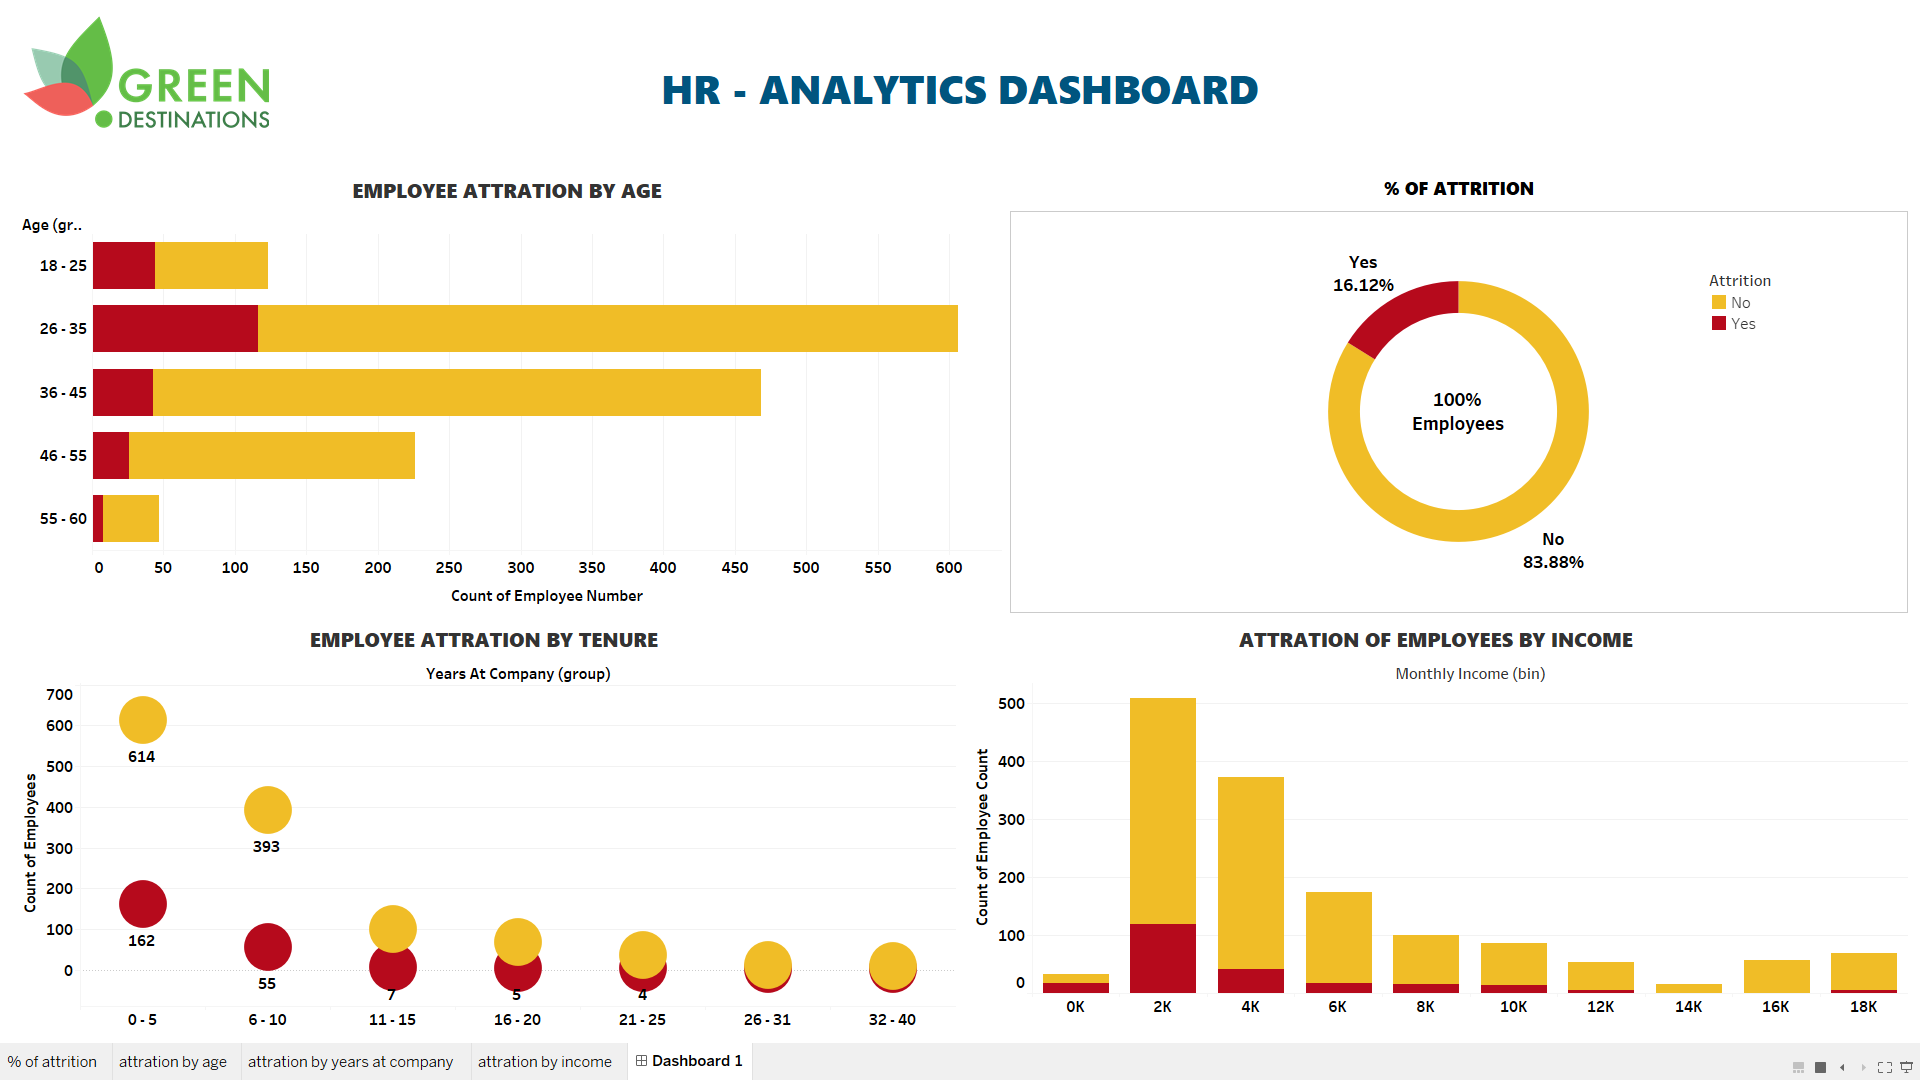 GREEN
DESTINATIONS
HR - ANALYTICS DASHBOARD
EMPLOYEE ATTRATION BY AGE
Age (gr..
18 - 25
26 - 35
36 - 45
46 - 55
55 - 60
0 50 100 150 200 250 300 350 400 450 500 550 600
Count of Employee Number
% OF ATTRITION
Yes
16.12%
100%
Employees
No
83.88%
Attrition
No
Yes
EMPLOYEE ATTRATION BY TENURE
Years At Company (group)
Count of Employees
700
600
500
400
300
200
100
0
614
393
162
55
7
5
4
0 - 5 6 - 10 11 - 15 16 - 20 21 - 25 26 - 31 32 - 40
ATTRATION OF EMPLOYEES BY INCOME
Monthly Income (bin)
Count of Employee Count
500
400
300
200
100
0
0K 2K 4K 6K 8K 10K 12K 14K 16K 18K
% of attrition attration by age attration by years at company attration by income Dashboard 1